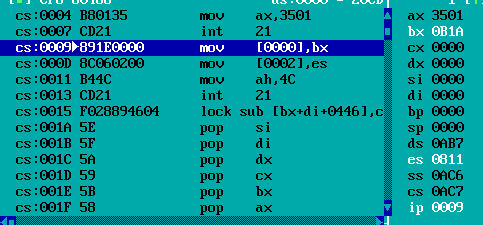 cs:0004 B80135 mov ax,3501 ax 3501
cs:0007 CD21 int 21 bx 0B1A
cs:0009 891E0000 mov [0000],bx cx 0000
cs:000D 8C060200 mov [0002],es dx 0000
cs:0011 B44C mov ah,4C si 0000
cs:0013 CD21 int 21 di 0000
cs:0015 F028894604 lock sub [bx+di+0446],c bp 0000
cs:001A 5E pop si sp 0000
cs:001B 5F pop di ds 0AB7
cs:001C 5A pop dx es 0811
cs:001D 59 pop cx ss 0AC6
cs:001E 5B pop bx cs 0AC7
cs:001F 58 pop ax ip 0009